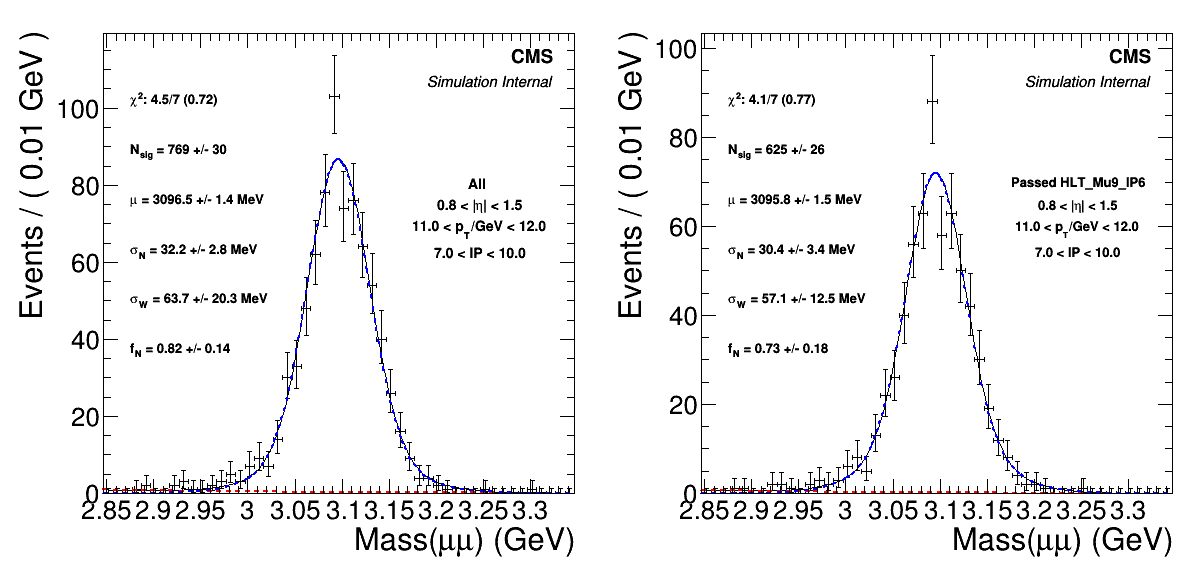 Events / ( 0.01 GeV )
CMS
Simulation Internal
χ²: 4.5/7 (0.72)
N_sig = 769 +/- 30
μ = 3096.5 +/- 1.4 MeV
σ_N = 32.2 +/- 2.8 MeV
σ_W = 63.7 +/- 20.3 MeV
f_N = 0.82 +/- 0.14
All
0.8 < |η| < 1.5
11.0 < p_T/GeV < 12.0
7.0 < IP < 10.0
100
80
60
40
20
0
2.85 2.9 2.95 3 3.05 3.1 3.15 3.2 3.25 3.3
Mass(μμ) (GeV)
Events / ( 0.01 GeV )
CMS
Simulation Internal
χ²: 4.1/7 (0.77)
N_sig = 625 +/- 26
μ = 3095.8 +/- 1.5 MeV
σ_N = 30.4 +/- 3.4 MeV
σ_W = 57.1 +/- 12.5 MeV
f_N = 0.73 +/- 0.18
Passed HLT_Mu9_IP6
0.8 < |η| < 1.5
11.0 < p_T/GeV < 12.0
7.0 < IP < 10.0
100
80
60
40
20
0
2.85 2.9 2.95 3 3.05 3.1 3.15 3.2 3.25 3.3
Mass(μμ) (GeV)